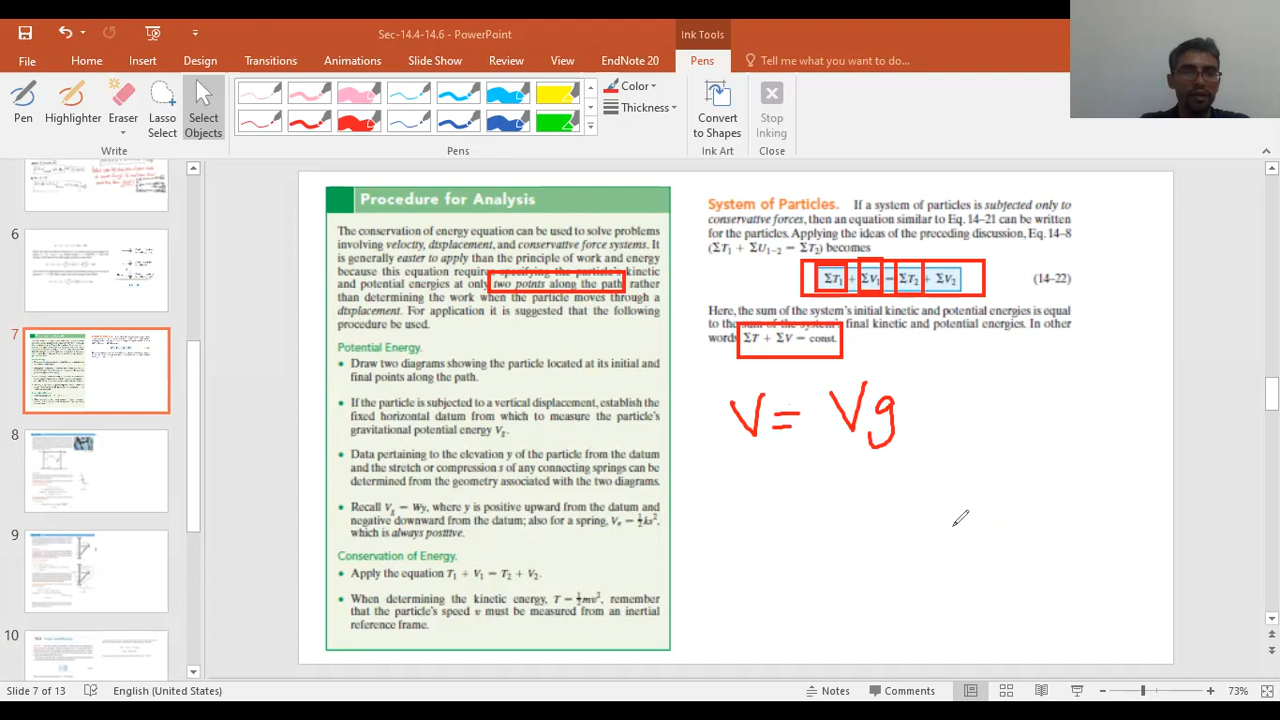 Sec-14.4-14.6 - PowerPoint
Ink Tools
File
Home
Insert
Design
Transitions
Animations
Slide Show
Review
View
EndNote 20
Pens
Tell me what you want to do...
Pen
Highlighter
Eraser
Lasso Select
Select Objects
Color
Thickness
Convert to Shapes
Stop Inking
Write
Pens
Ink Art
Close
6
7
8
9
10
Procedure for Analysis
The conservation of energy equation can be used to solve problems
involving velocity, displacement, and conservative force systems. It
is generally easier to apply than the principle of work and energy
because this equation requires specifying the particle's kinetic
and potential energies at only two points along the path rather
than determining the work when the particle moves through a
displacement. For application it is suggested that the following
procedure be used.
Potential Energy.
• Draw two diagrams showing the particle located at its initial and
final points along the path.
• If the particle is subjected to a vertical displacement, establish the
fixed horizontal datum from which to measure the particle's
gravitational potential energy Vg.
• Data pertaining to the elevation y of the particle from the datum
and the stretch or compression s of any connecting springs can be
determined from the geometry associated with the two diagrams.
• Recall Vg = Wy, where y is positive upward from the datum and
negative downward from the datum; also for a spring, Ve = ½ks²,
which is always positive.
Conservation of Energy.
• Apply the equation T₁ + V₁ = T₂ + V₂.
• When determining the kinetic energy, T = ½mv², remember
that the particle's speed v must be measured from an inertial
reference frame.
System of Particles. If a system of particles is subjected only to
conservative forces, then an equation similar to Eq. 14–21 can be written
for the particles. Applying the ideas of the preceding discussion, Eq. 14–8
(ΣT₁ + ΣU₁₋₂ = ΣT₂) becomes
ΣT₁ + ΣV₁ = ΣT₂ + ΣV₂ (14–22)
Here, the sum of the system's initial kinetic and potential energies is equal
to the sum of the system's final kinetic and potential energies. In other
words ΣT + ΣV = const.
V = Vg
Slide 7 of 13
English (United States)
Notes
Comments
73%